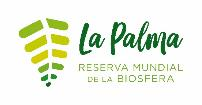 La Palma
RESERVA MUNDIAL
DE LA BIOSFERA